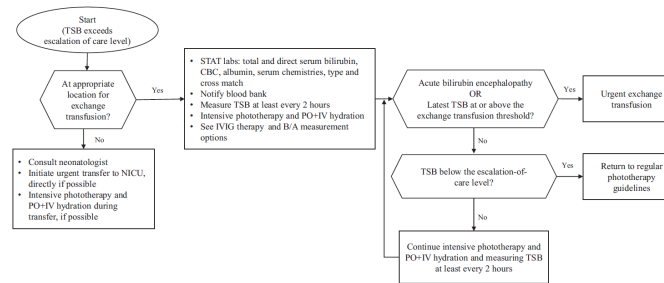 Start
(TSB exceeds
escalation of care level)
At appropriate
location for
exchange
transfusion?
Yes
No
• Consult neonatologist
• Initiate urgent transfer to NICU,
directly if possible
• Intensive phototherapy and
PO+IV hydration during
transfer, if possible
• STAT labs: total and direct serum bilirubin,
CBC, albumin, serum chemistries, type and
cross match
• Notify blood bank
• Measure TSB at least every 2 hours
• Intensive phototherapy and PO+IV hydration
• See IVIG therapy and B/A measurement
options
Acute bilirubin encephalopathy
OR
Latest TSB at or above the
exchange transfusion threshold?
Yes
Urgent exchange
transfusion
No
TSB below the escalation-of-
care level?
Yes
Return to regular
phototherapy
guidelines
No
Continue intensive phototherapy and
PO+IV hydration and measuring TSB
at least every 2 hours